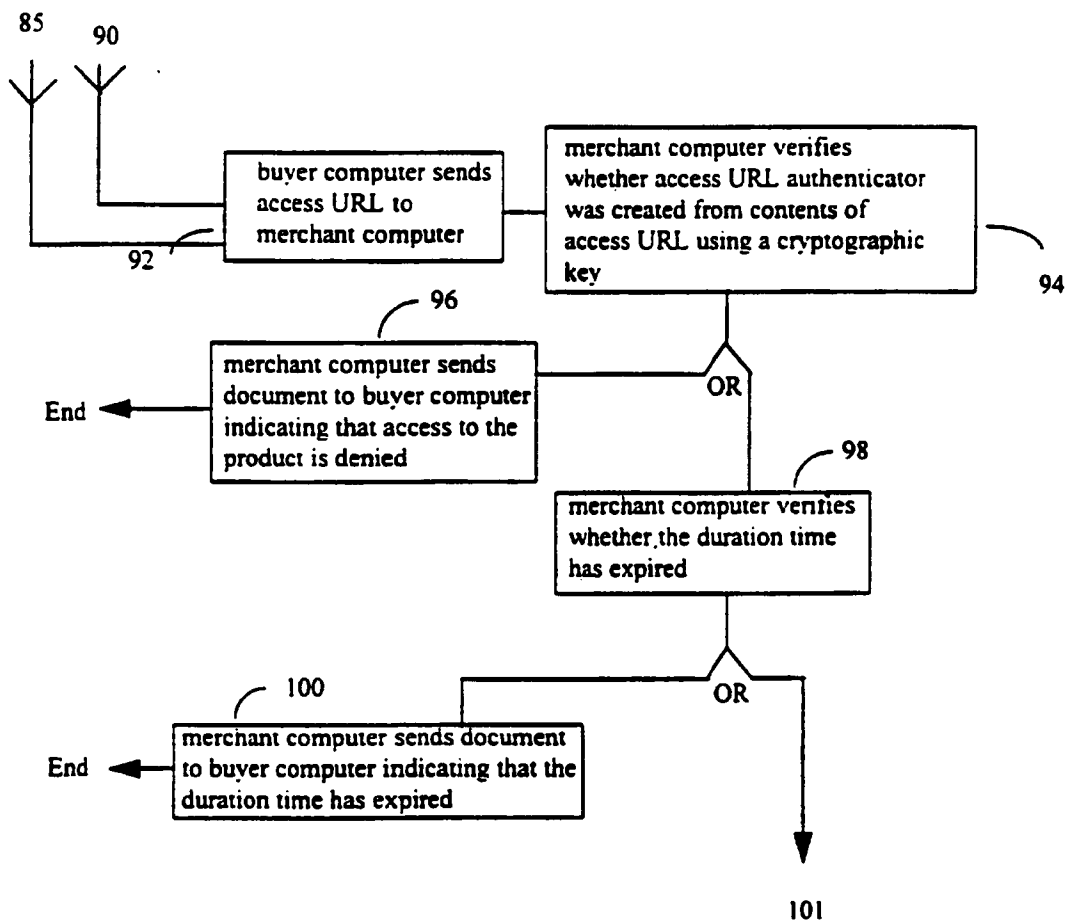 85
90
buyer computer sends
access URL to
merchant computer
92
merchant computer verifies
whether access URL authenticator
was created from contents of
access URL using a cryptographic
key
94
96
merchant computer sends
document to buyer computer
indicating that access to the
product is denied
End
OR
98
merchant computer verifies
whether the duration time
has expired
OR
100
merchant computer sends document
to buyer computer indicating that the
duration time has expired
End
101